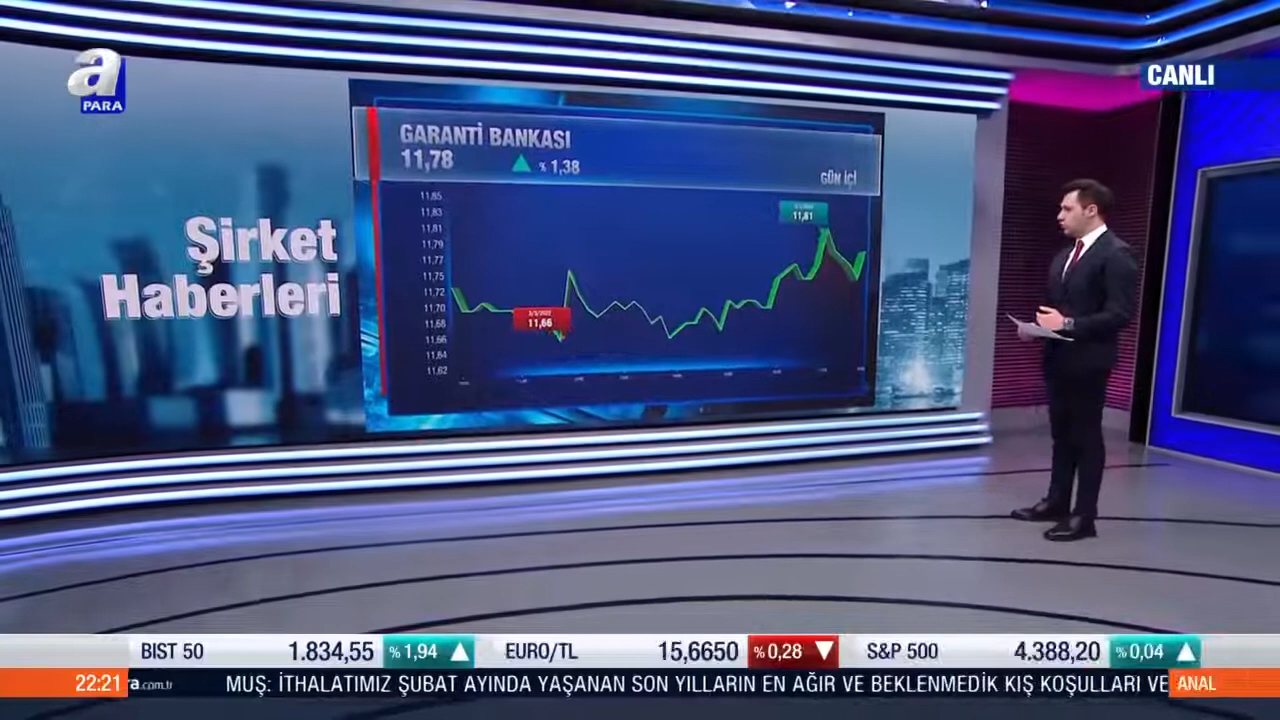 a
PARA
CANLI
GARANTİ BANKASI
11,78 % 1,38
GÜN İÇİ
11,85
11,83
11,81
11,79
11,77
11,75
11,72
11,70
11,68
11,66
11,64
11,62
11,81
11,66
Şirket
Haberleri
BIST 50 1.834,55 % 1,94 EURO/TL 15,6650 % 0,28 S&P 500 4.388,20 % 0,04
22:21 ra.com.tr MUŞ: İTHALATIMIZ ŞUBAT AYINDA YAŞANAN SON YILLARIN EN AĞIR VE BEKLENMEDİK KIŞ KOŞULLARI VE ANAL